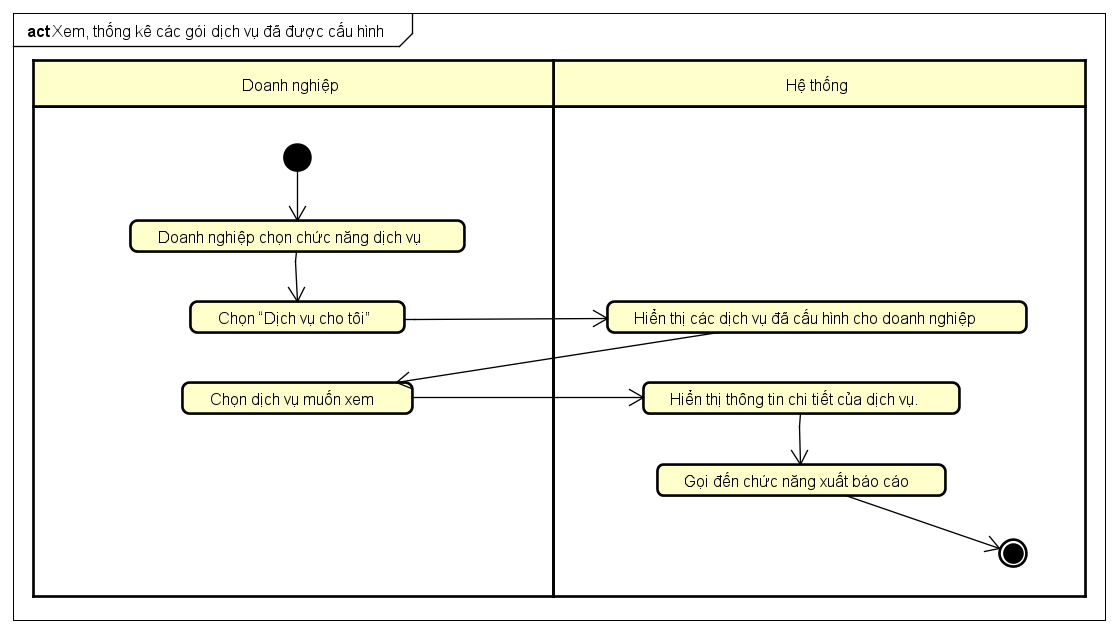 act Xem, thống kê các gói dịch vụ đã được cấu hình
Doanh nghiệp
Hệ thống
Doanh nghiệp chọn chức năng dịch vụ
Chọn “Dịch vụ cho tôi”
Hiển thị các dịch vụ đã cấu hình cho doanh nghiệp
Chọn dịch vụ muốn xem
Hiển thị thông tin chi tiết của dịch vụ.
Gọi đến chức năng xuất báo cáo